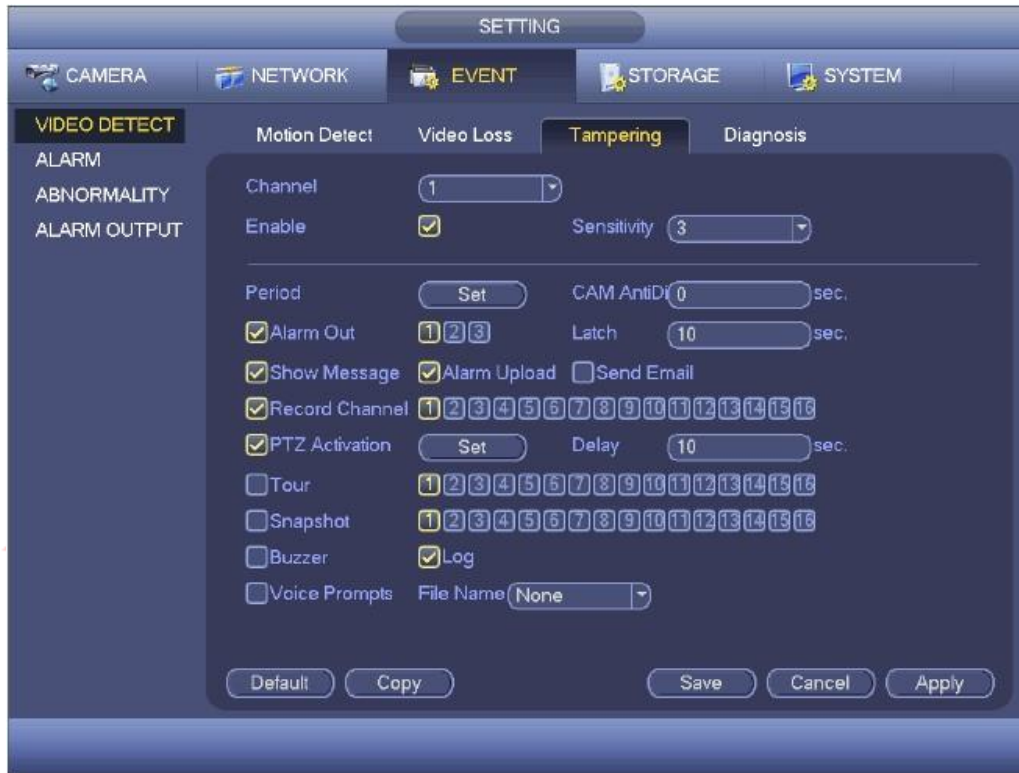 SETTING
CAMERA NETWORK EVENT STORAGE SYSTEM
VIDEO DETECT
ALARM
ABNORMALITY
ALARM OUTPUT
Motion Detect Video Loss Tampering Diagnosis
Channel 1
Enable Sensitivity 3
Period Set CAM AntiDi 0 sec.
Alarm Out 1 2 3 Latch 10 sec.
Show Message Alarm Upload Send Email
Record Channel 1 2 3 4 5 6 7 8 9 10 11 12 13 14 15 16
PTZ Activation Set Delay 10 sec.
Tour 1 2 3 4 5 6 7 8 9 10 11 12 13 14 15 16
Snapshot 1 2 3 4 5 6 7 8 9 10 11 12 13 14 15 16
Buzzer Log
Voice Prompts File Name None
Default Copy Save Cancel Apply